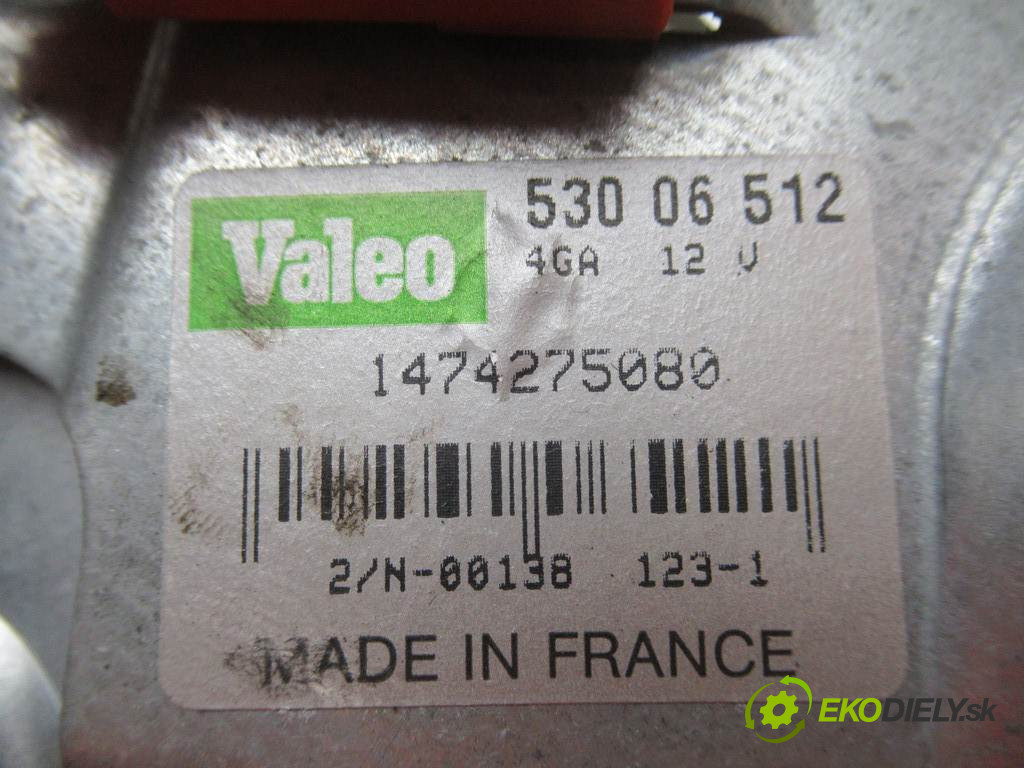 Valeo
530 06 512
4GA 12 V
1474275080
2/N-00138 123-1
MADE IN FRANCE
EKODIELY.sk